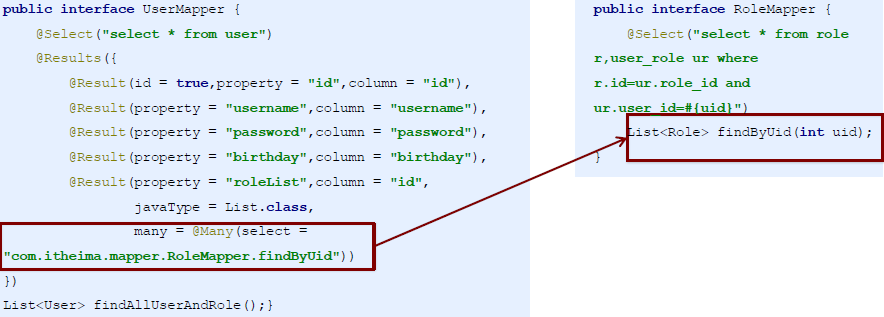 public interface UserMapper {
@Select("select * from user")
@Results({
@Result(id = true,property = "id",column = "id"),
@Result(property = "username",column = "username"),
@Result(property = "password",column = "password"),
@Result(property = "birthday",column = "birthday"),
@Result(property = "roleList",column = "id",
javaType = List.class,
many = @Many(select =
"com.itheima.mapper.RoleMapper.findByUid"))
})
List<User> findAllUserAndRole();}
public interface RoleMapper {
@Select("select * from role
r,user_role ur where
r.id=ur.role_id and
ur.user_id=#{uid}")
List<Role> findByUid(int uid);
}